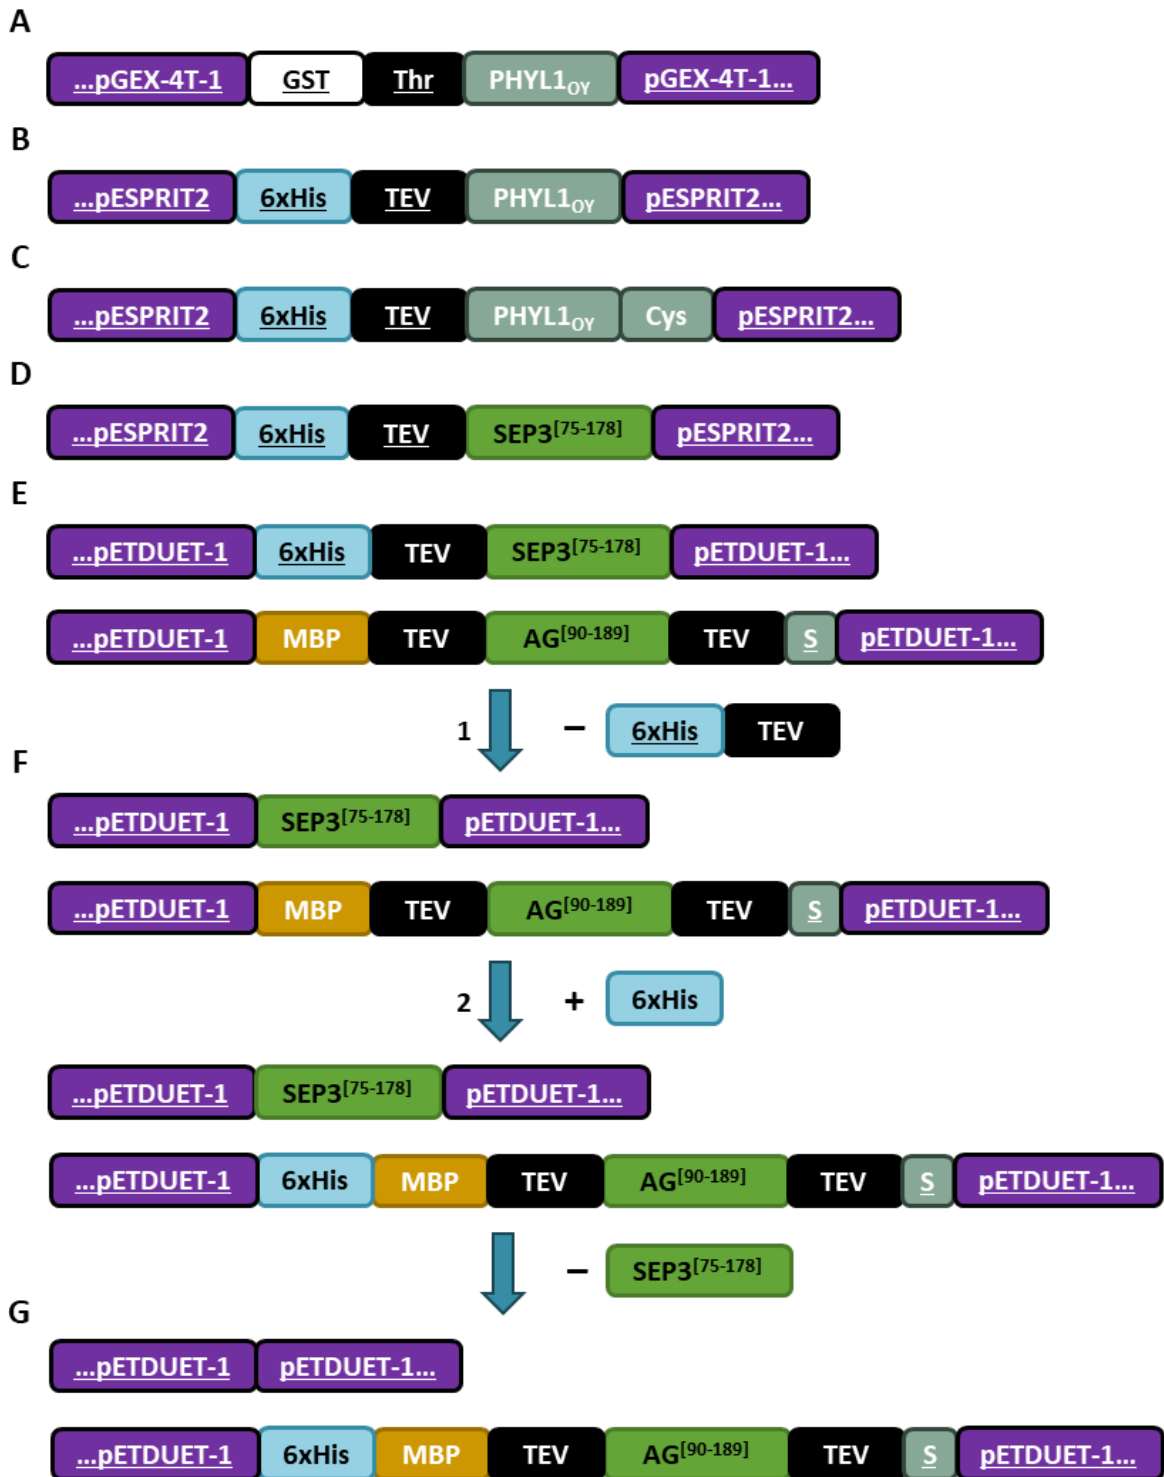 A
...pGEX-4T-1 GST Thr PHYL1OY pGEX-4T-1...
B
...pESPRIT2 6xHis TEV PHYL1OY pESPRIT2...
C
...pESPRIT2 6xHis TEV PHYL1OY Cys pESPRIT2...
D
...pESPRIT2 6xHis TEV SEP3[75-178] pESPRIT2...
E
...pETDUET-1 6xHis TEV SEP3[75-178] pETDUET-1...
...pETDUET-1 MBP TEV AG[90-189] TEV S pETDUET-1...
1 – 6xHis TEV
F
...pETDUET-1 SEP3[75-178] pETDUET-1...
...pETDUET-1 MBP TEV AG[90-189] TEV S pETDUET-1...
2 + 6xHis
...pETDUET-1 SEP3[75-178] pETDUET-1...
...pETDUET-1 6xHis MBP TEV AG[90-189] TEV S pETDUET-1...
– SEP3[75-178]
G
...pETDUET-1 pETDUET-1...
...pETDUET-1 6xHis MBP TEV AG[90-189] TEV S pETDUET-1...